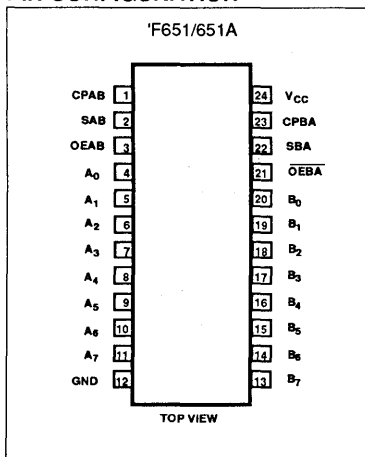 'F651/651A
CPAB 1 24 VCC
SAB 2 23 CPBA
OEAB 3 22 SBA
A0 4 21 OEBA
A1 5 20 B0
A2 6 19 B1
A3 7 18 B2
A4 8 17 B3
A5 9 16 B4
A6 10 15 B5
A7 11 14 B6
GND 12 13 B7
TOP VIEW